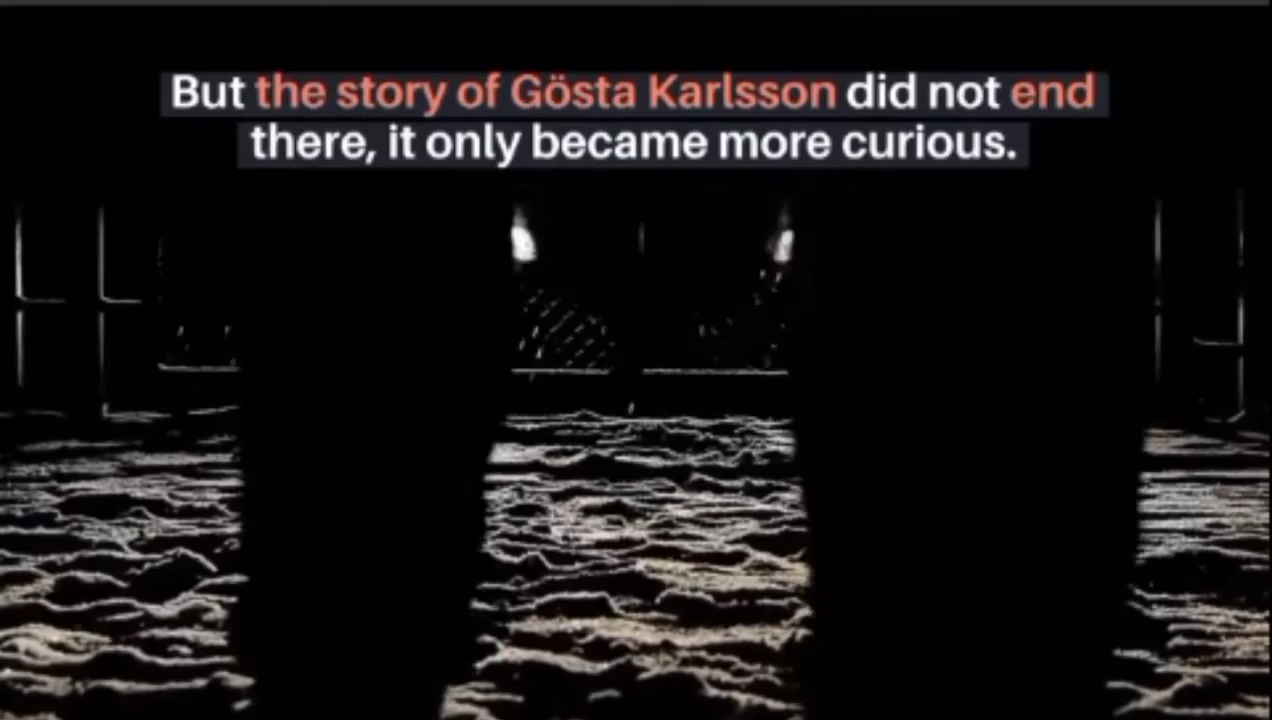 But the story of Gösta Karlsson did not end
there, it only became more curious.